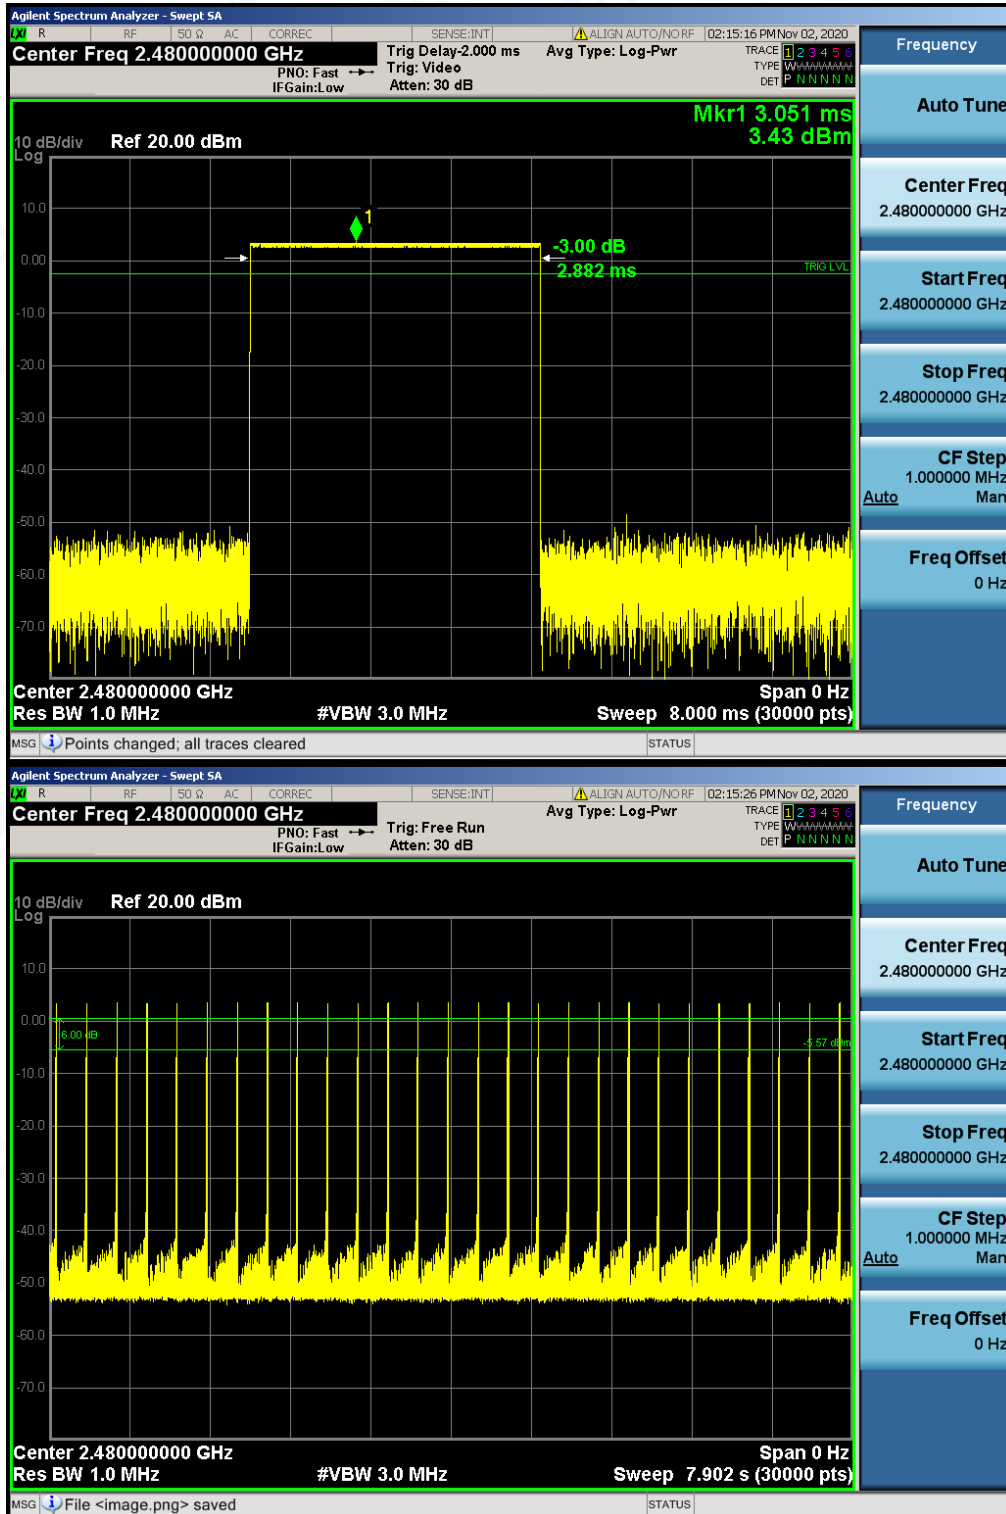 Agilent Spectrum Analyzer - Swept SA
LXI R RF 50 Ω AC CORREC SENSE:INT ALIGN AUTO/NO RF 02:15:16 PM Nov 02, 2020
Center Freq 2.480000000 GHz
PNO: Fast
IFGain:Low
Trig Delay-2.000 ms
Trig: Video
Atten: 30 dB
Avg Type: Log-Pwr
TRACE 1 2 3 4 5 6
TYPE WWWWWW
DET P N N N N N
Mkr1 3.051 ms
3.43 dBm
10 dB/div Ref 20.00 dBm
Log
10.0
1
-3.00 dB
0.00
2.882 ms
TRIG LVL
-10.0
-20.0
-30.0
-40.0
-50.0
-60.0
-70.0
Center 2.480000000 GHz Span 0 Hz
Res BW 1.0 MHz #VBW 3.0 MHz Sweep 8.000 ms (30000 pts)
MSG Points changed; all traces cleared STATUS
Frequency
Auto Tune
Center Freq
2.480000000 GHz
Start Freq
2.480000000 GHz
Stop Freq
2.480000000 GHz
CF Step
1.000000 MHz
Auto Man
Freq Offset
0 Hz
Agilent Spectrum Analyzer - Swept SA
LXI R RF 50 Ω AC CORREC SENSE:INT ALIGN AUTO/NO RF 02:15:26 PM Nov 02, 2020
Center Freq 2.480000000 GHz
PNO: Fast
IFGain:Low
Trig: Free Run
Atten: 30 dB
Avg Type: Log-Pwr
TRACE 1 2 3 4 5 6
TYPE WWWWWW
DET P N N N N N
10 dB/div Ref 20.00 dBm
Log
10.0
0.00
6.00 dB
-5.57 dBm
-10.0
-20.0
-30.0
-40.0
-50.0
-60.0
-70.0
Center 2.480000000 GHz Span 0 Hz
Res BW 1.0 MHz #VBW 3.0 MHz Sweep 7.902 s (30000 pts)
MSG File <image.png> saved STATUS
Frequency
Auto Tune
Center Freq
2.480000000 GHz
Start Freq
2.480000000 GHz
Stop Freq
2.480000000 GHz
CF Step
1.000000 MHz
Auto Man
Freq Offset
0 Hz